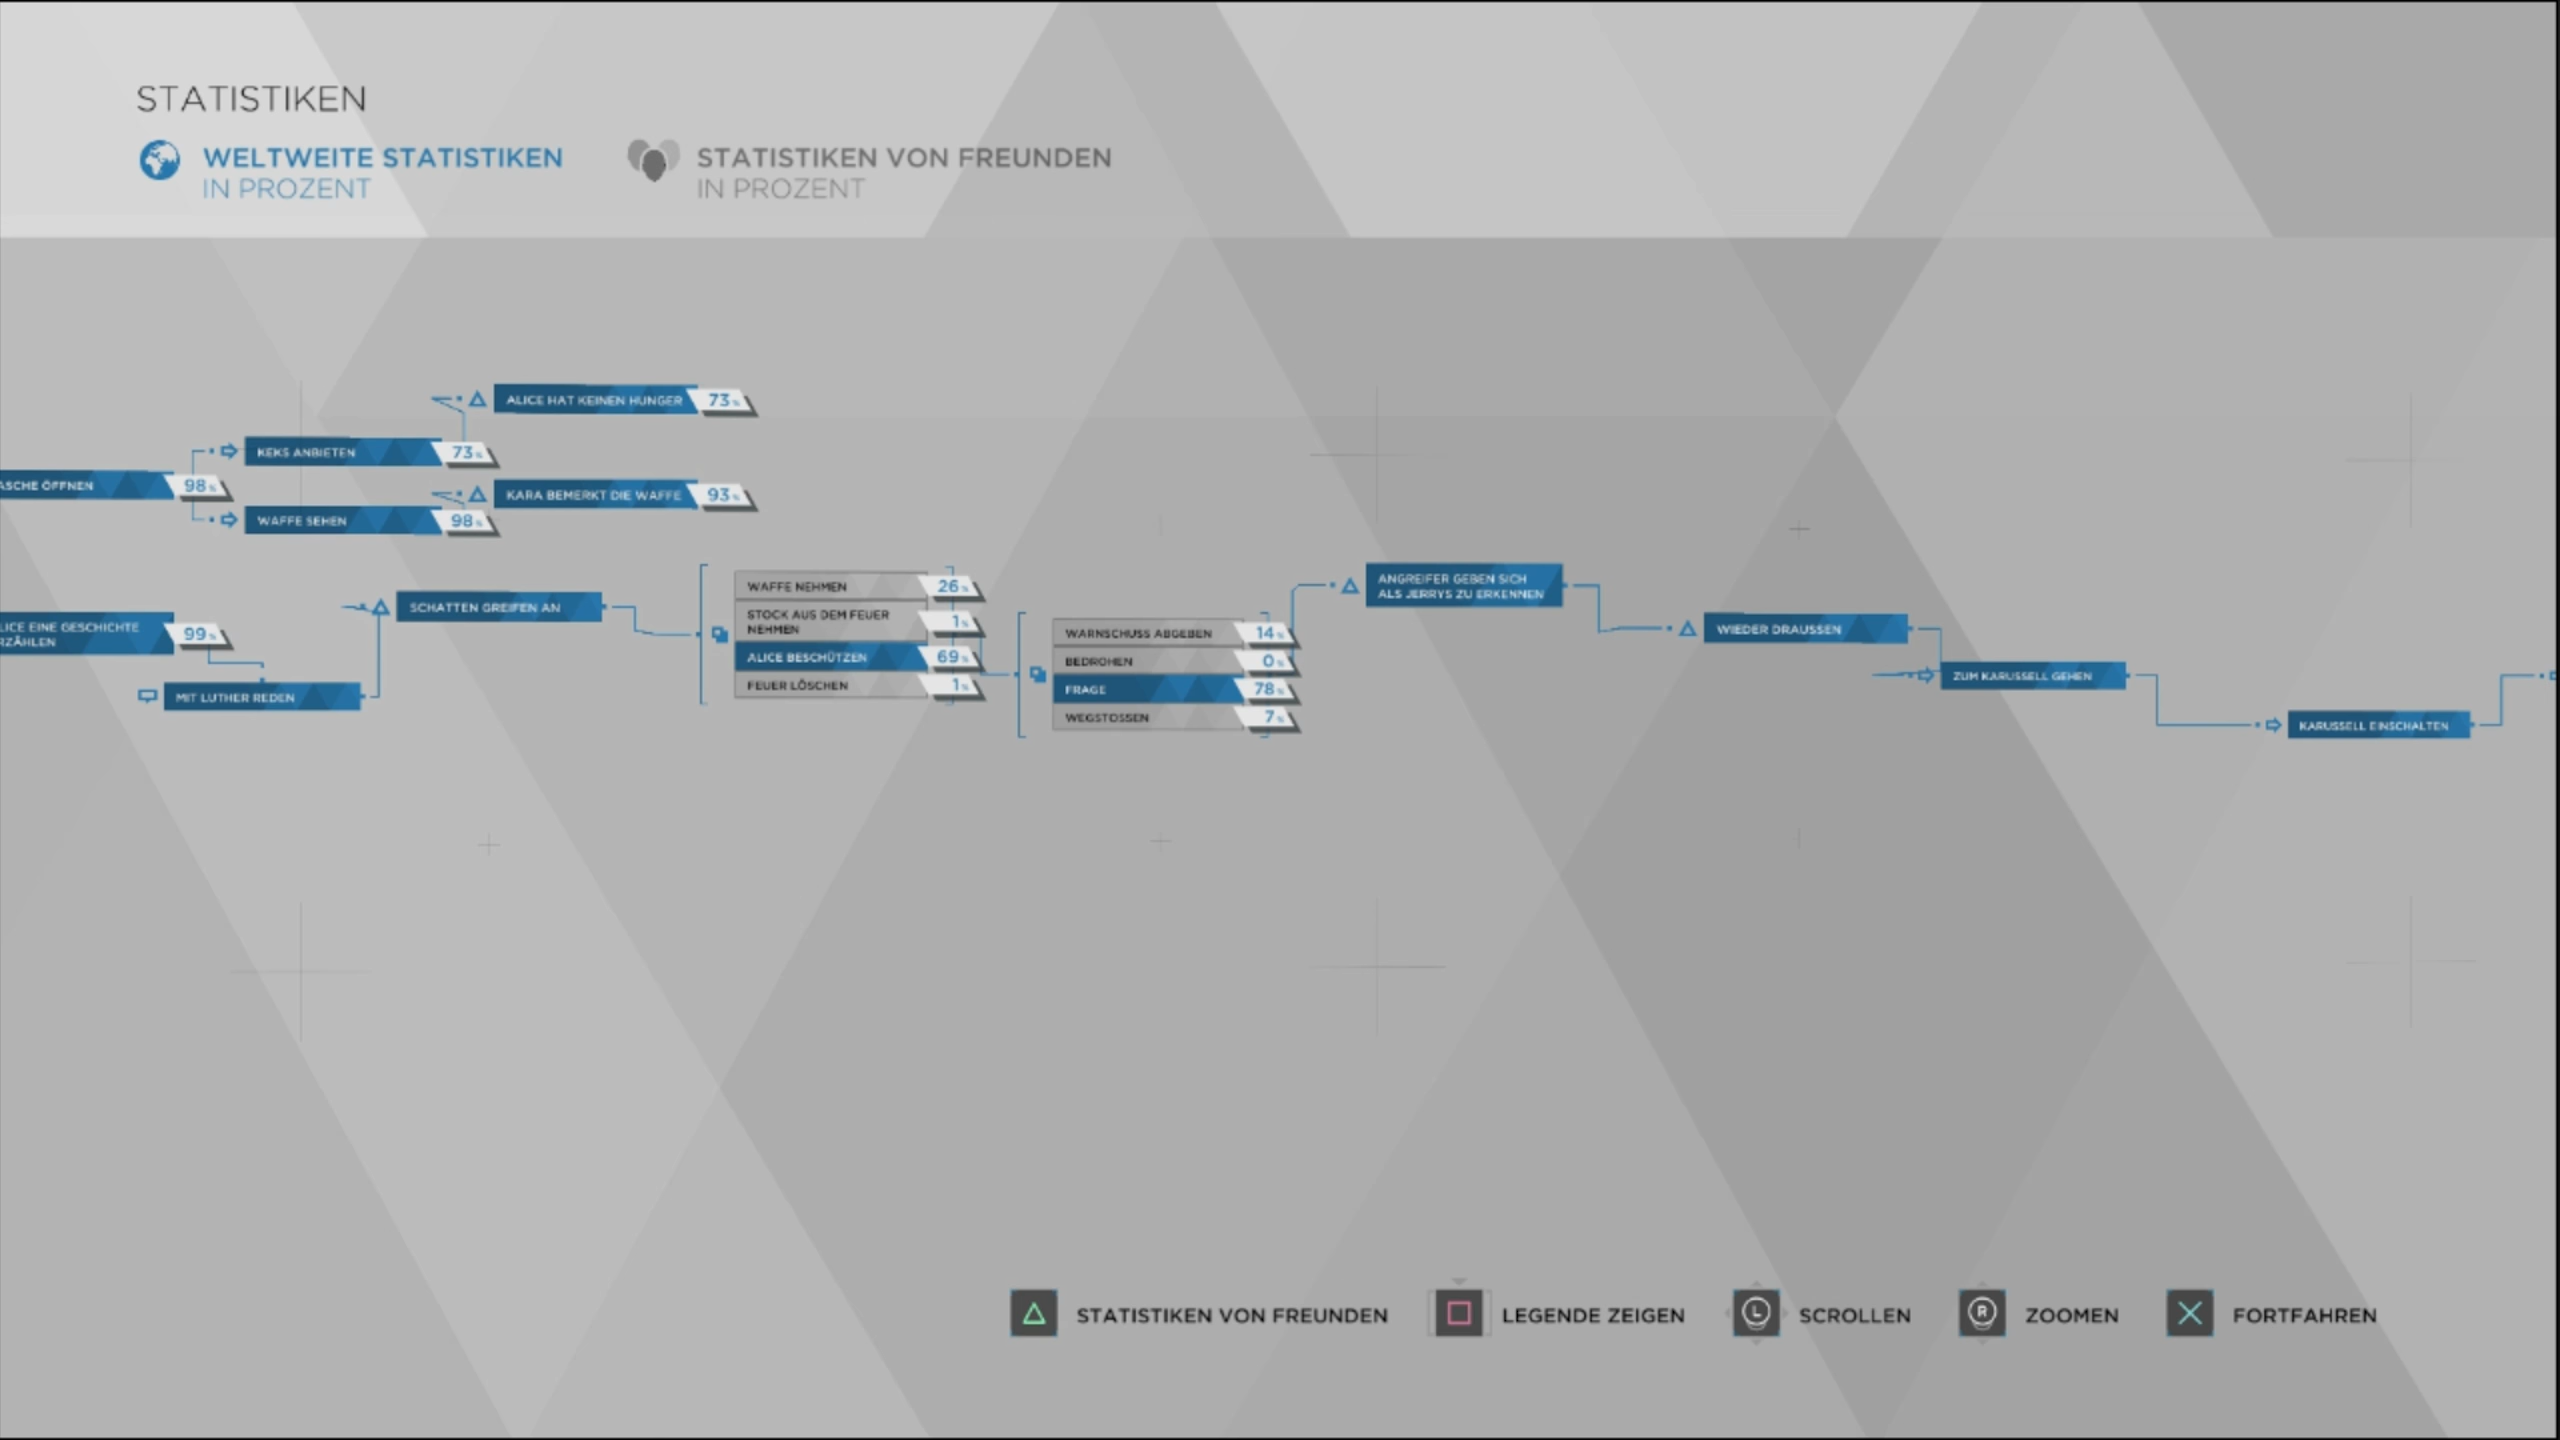 STATISTIKEN
WELTWEITE STATISTIKEN
IN PROZENT
STATISTIKEN VON FREUNDEN
IN PROZENT
ALICE HAT KEINEN HUNGER 73%
KEKS ANBIETEN 73%
ASCHE ÖFFNEN 98%
KARA BEMERKT DIE WAFFE 93%
WAFFE SEHEN 98%
LICE EINE GESCHICHTE
RZÄHLEN 99%
MIT LUTHER REDEN
SCHATTEN GREIFEN AN
WAFFE NEHMEN 26%
STOCK AUS DEM FEUER
NEHMEN 1%
ALICE BESCHÜTZEN 69%
FEUER LÖSCHEN 1%
WARNSCHUSS ABGEBEN 14%
BEDROHEN 0%
FRAGE 78%
WEGSTOSSEN 7%
ANGREIFER GEBEN SICH
ALS JERRYS ZU ERKENNEN
WIEDER DRAUSSEN
ZUM KARUSSELL GEHEN
KARUSSELL EINSCHALTEN
STATISTIKEN VON FREUNDEN
LEGENDE ZEIGEN
L SCROLLEN
R ZOOMEN
FORTFAHREN